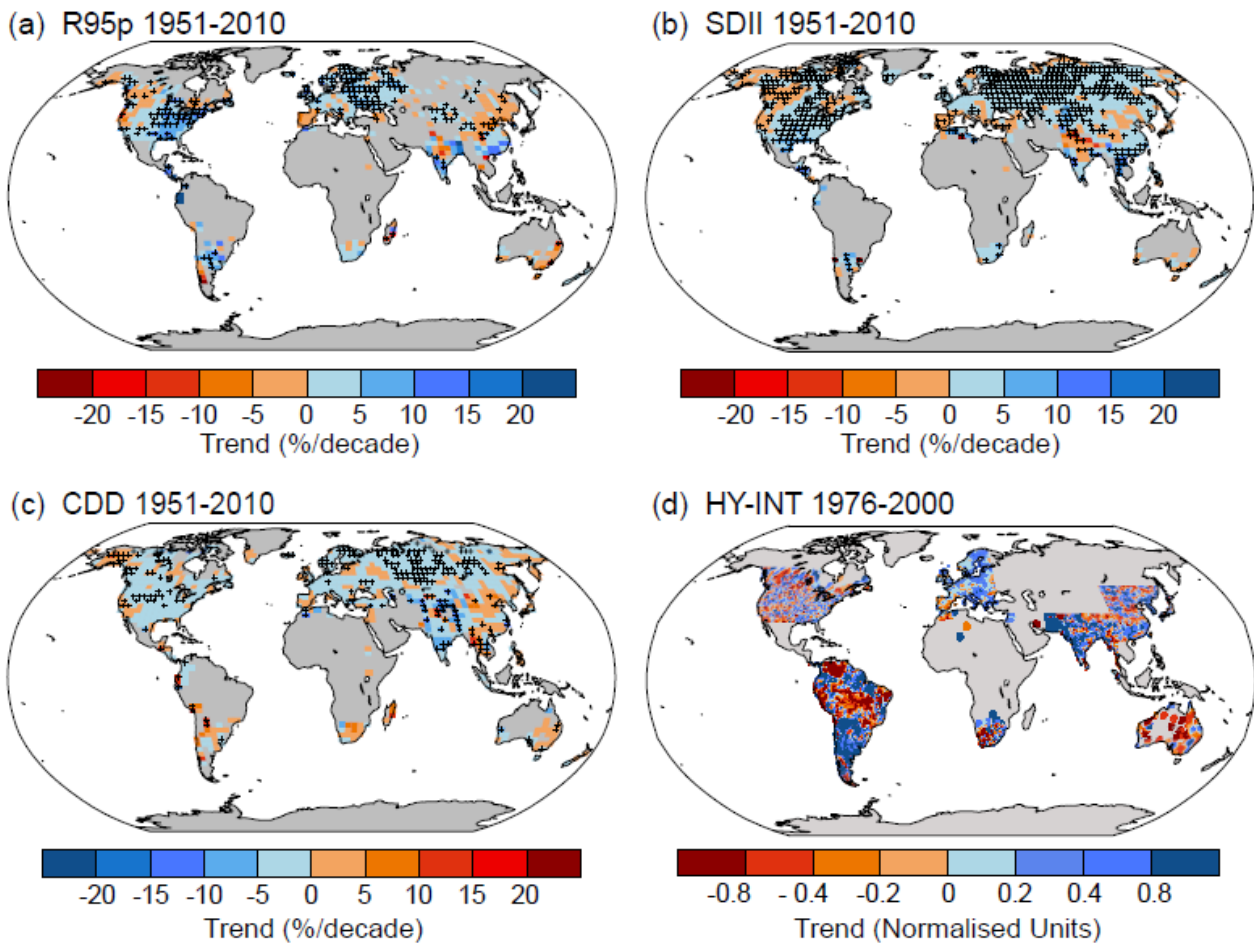 (a) R95p 1951-2010
(b) SDII 1951-2010
-20 -15 -10 -5 0 5 10 15 20
Trend (%/decade)
-20 -15 -10 -5 0 5 10 15 20
Trend (%/decade)
(c) CDD 1951-2010
(d) HY-INT 1976-2000
-20 -15 -10 -5 0 5 10 15 20
Trend (%/decade)
-0.8 -0.4 -0.2 0 0.2 0.4 0.8
Trend (Normalised Units)